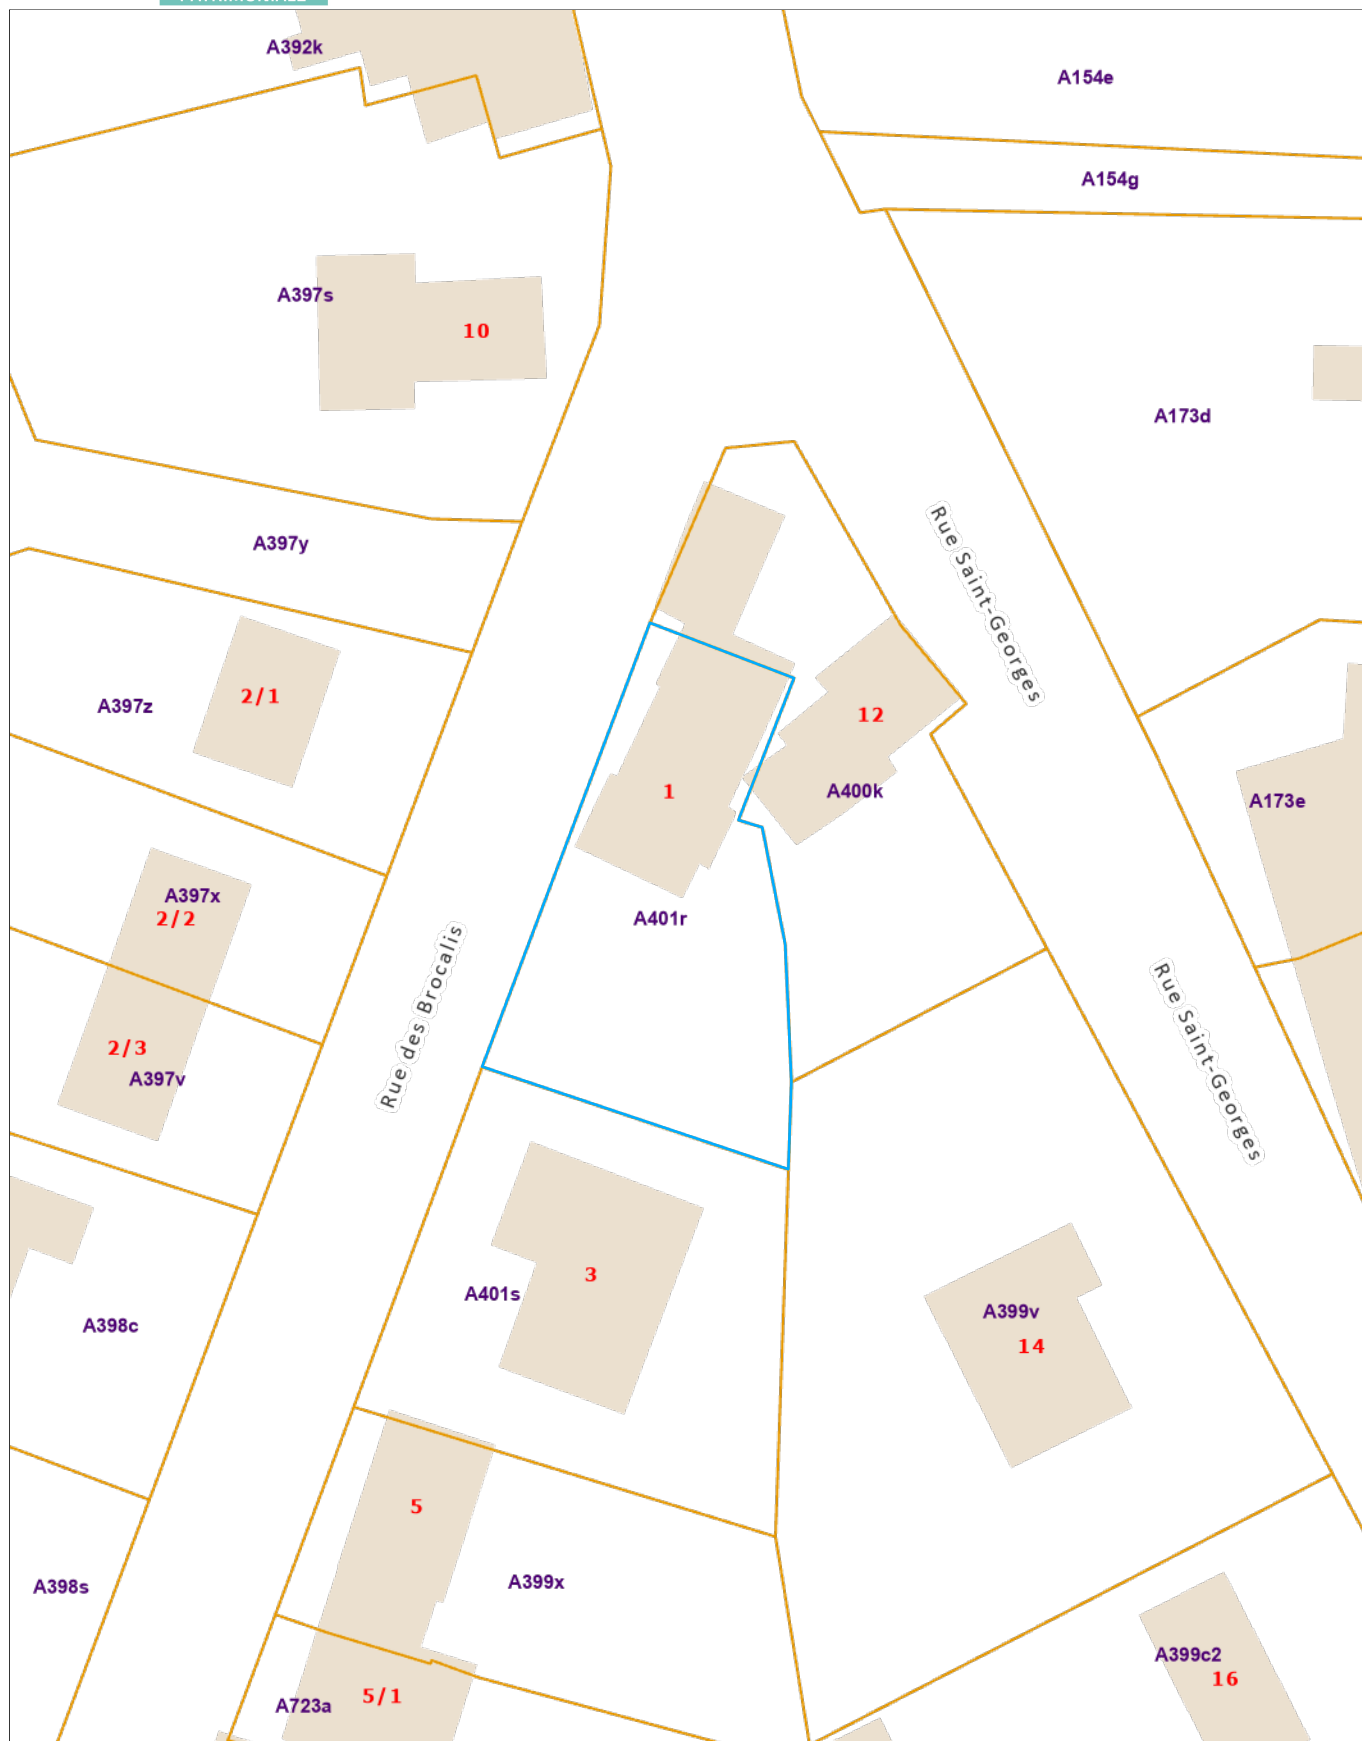 A392k
A154e
A154g
A397s
10
A173d
A397y
Rue Saint-Georges
2/1
A397z
12
1
A400k
A173e
A397x
2/2
A401r
Rue des Brocalis
Rue Saint-Georges
2/3
A397v
3
A401s
A399v
A398c
14
5
A399x
A398s
A399c2
16
5/1
A723a